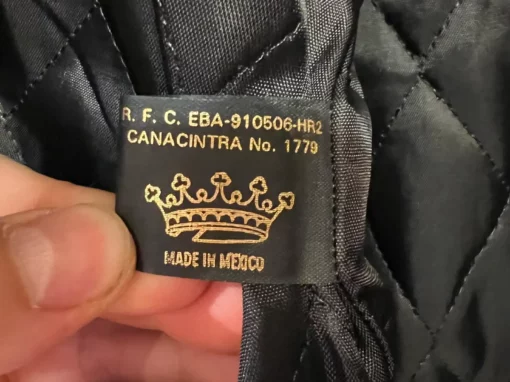 R. F. C. EBA-910506-HR2
CANACINTRA No. 1779
MADE IN MEXICO